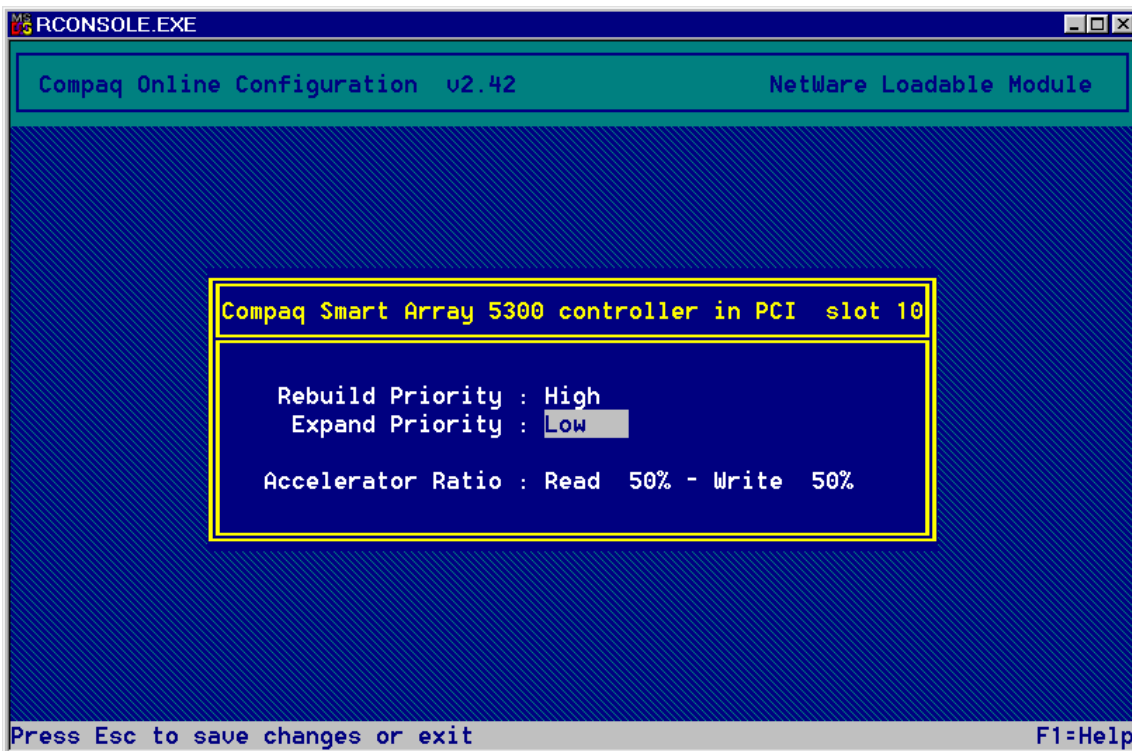 RCONSOLE.EXE
Compaq Online Configuration v2.42 NetWare Loadable Module
Compaq Smart Array 5300 controller in PCI slot 10
Rebuild Priority : High
Expand Priority : Low
Accelerator Ratio : Read 50% - Write 50%
Press Esc to save changes or exit F1=Help